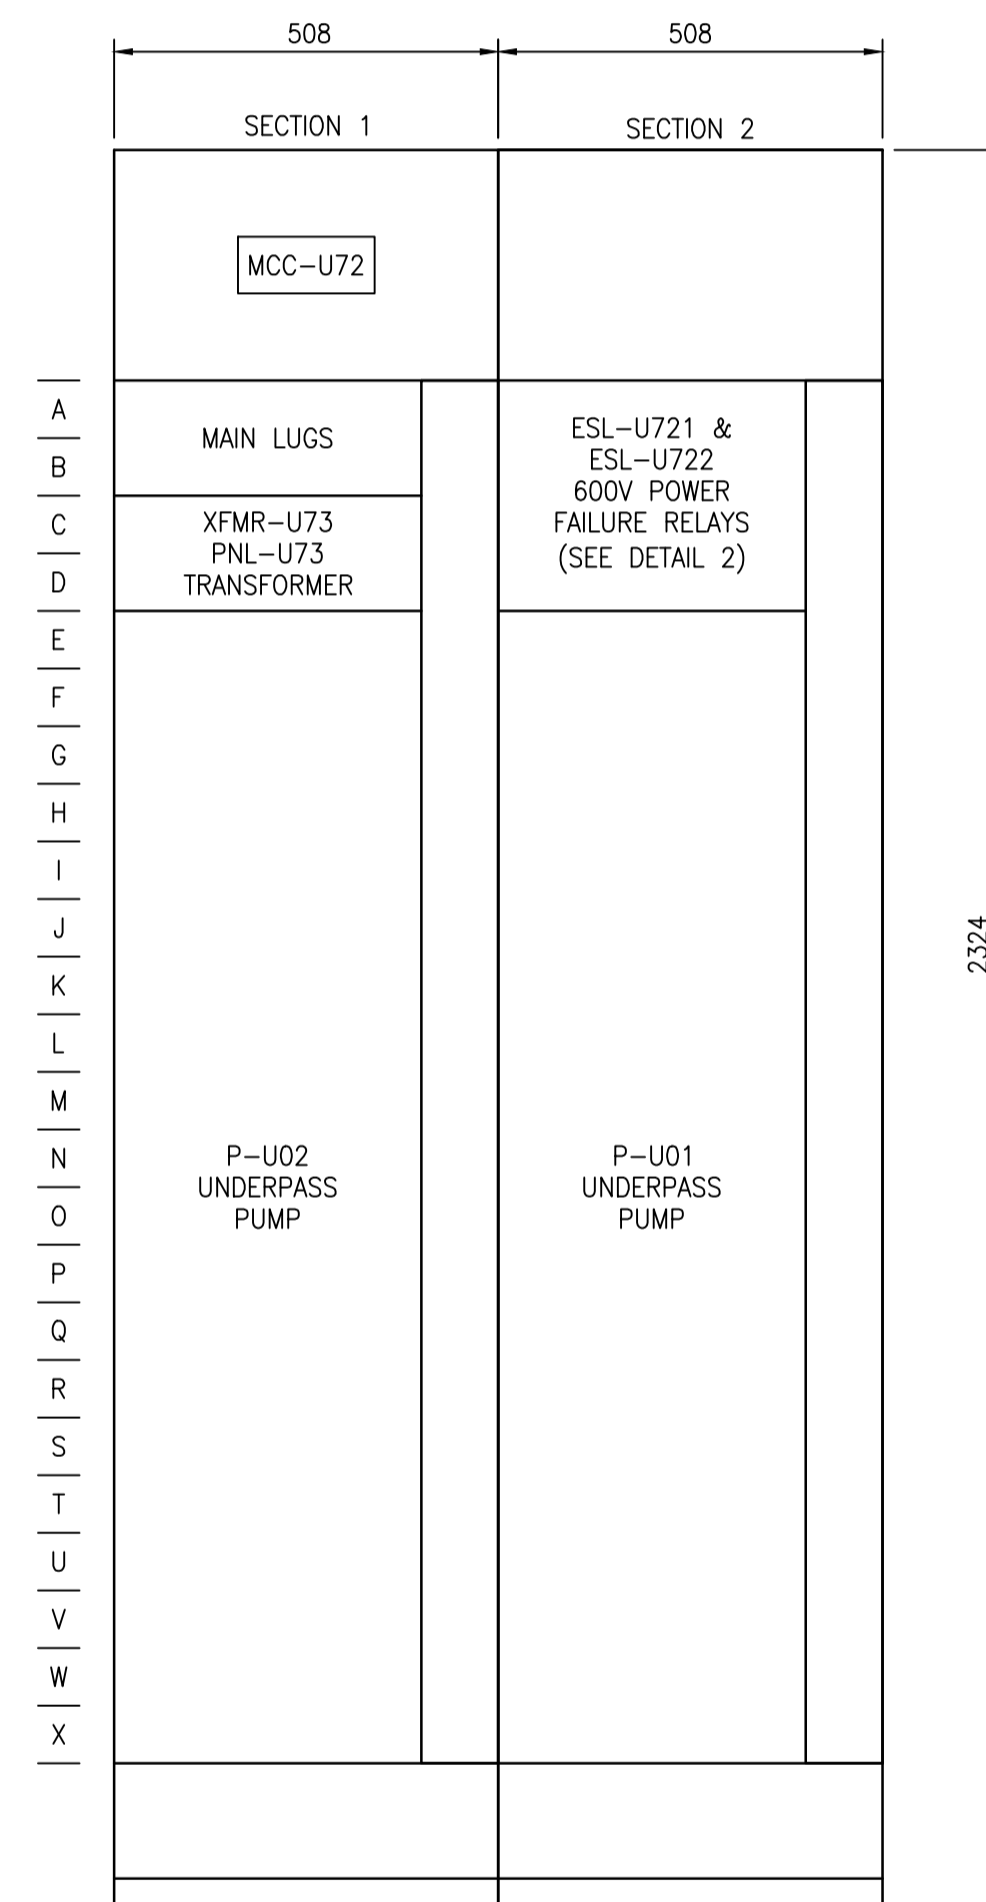 508
508
SECTION 1
SECTION 2
MCC-U72
A
B
C
D
E
F
G
H
I
J
K
L
M
N
O
P
Q
R
S
T
U
V
W
X
MAIN LUGS
XFMR-U73
PNL-U73
TRANSFORMER
P-U02
UNDERPASS
PUMP
ESL-U721 &
ESL-U722
600V POWER
FAILURE RELAYS
(SEE DETAIL 2)
P-U01
UNDERPASS
PUMP
2324